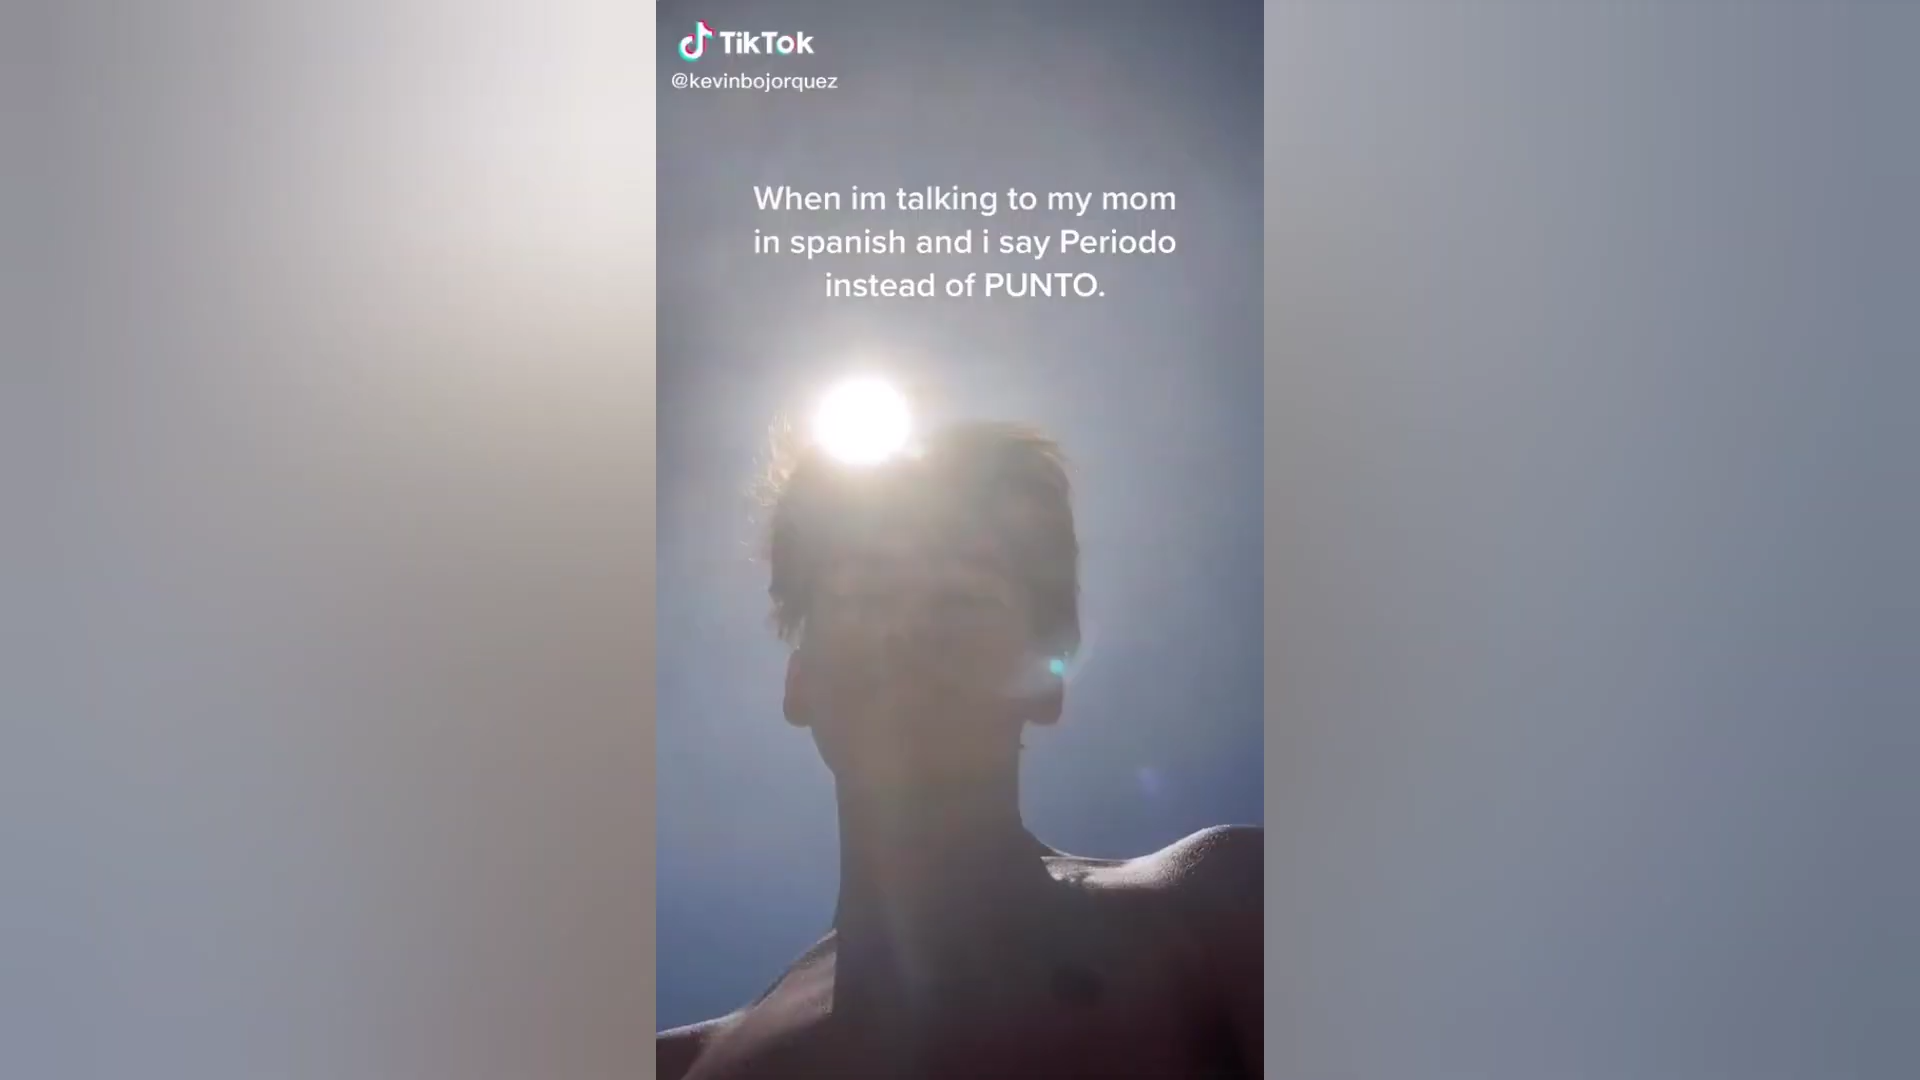 TikTok
@kevinbojorquez
When im talking to my mom
in spanish and i say Periodo
instead of PUNTO.